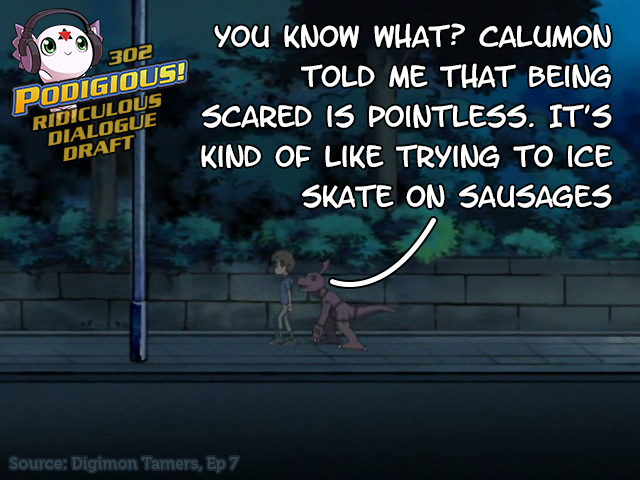 302
PODIGIOUS!
RIDICULOUS
DIALOGUE
DRAFT
YOU KNOW WHAT? CALUMON
TOLD ME THAT BEING
SCARED IS POINTLESS. IT'S
KIND OF LIKE TRYING TO ICE
SKATE ON SAUSAGES
Source: Digimon Tamers, Ep 7